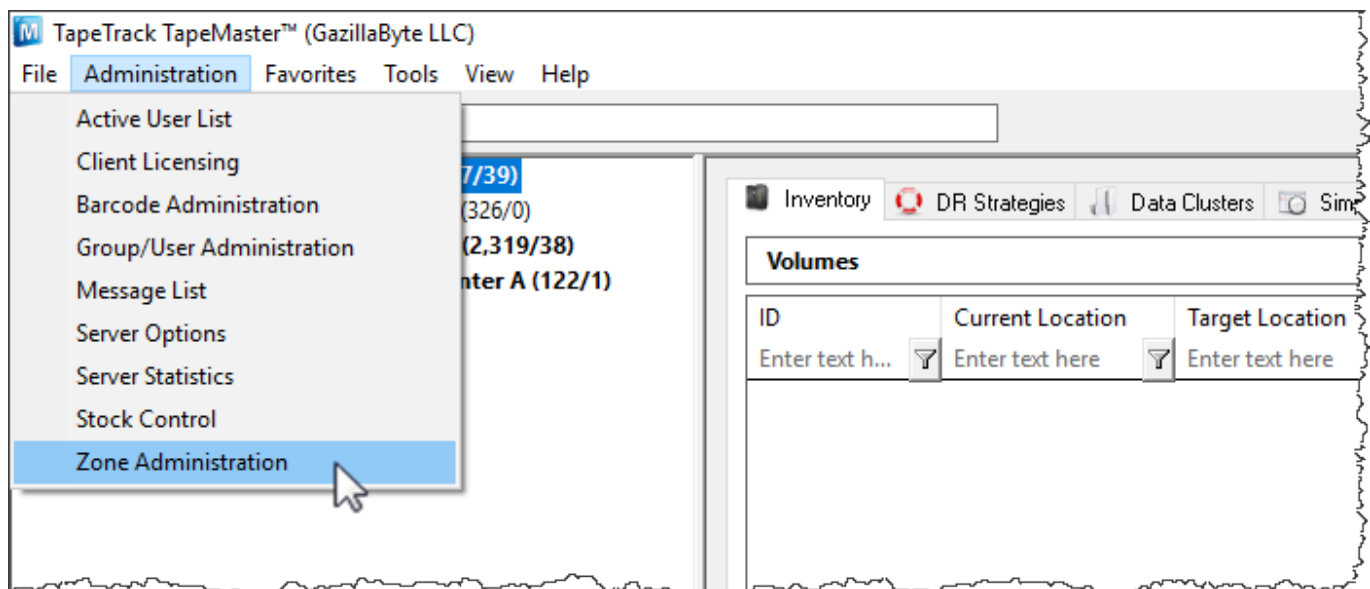 TapeTrack TapeMaster™ (GazillaByte LLC)
File Administration Favorites Tools View Help
Active User List
Client Licensing
Barcode Administration
Group/User Administration
Message List
Server Options
Server Statistics
Stock Control
Zone Administration
7/39)
(326/0)
(2,319/38)
nter A (122/1)
Inventory DR Strategies Data Clusters Sim
Volumes
ID Current Location Target Location
Enter text h... Enter text here Enter text here